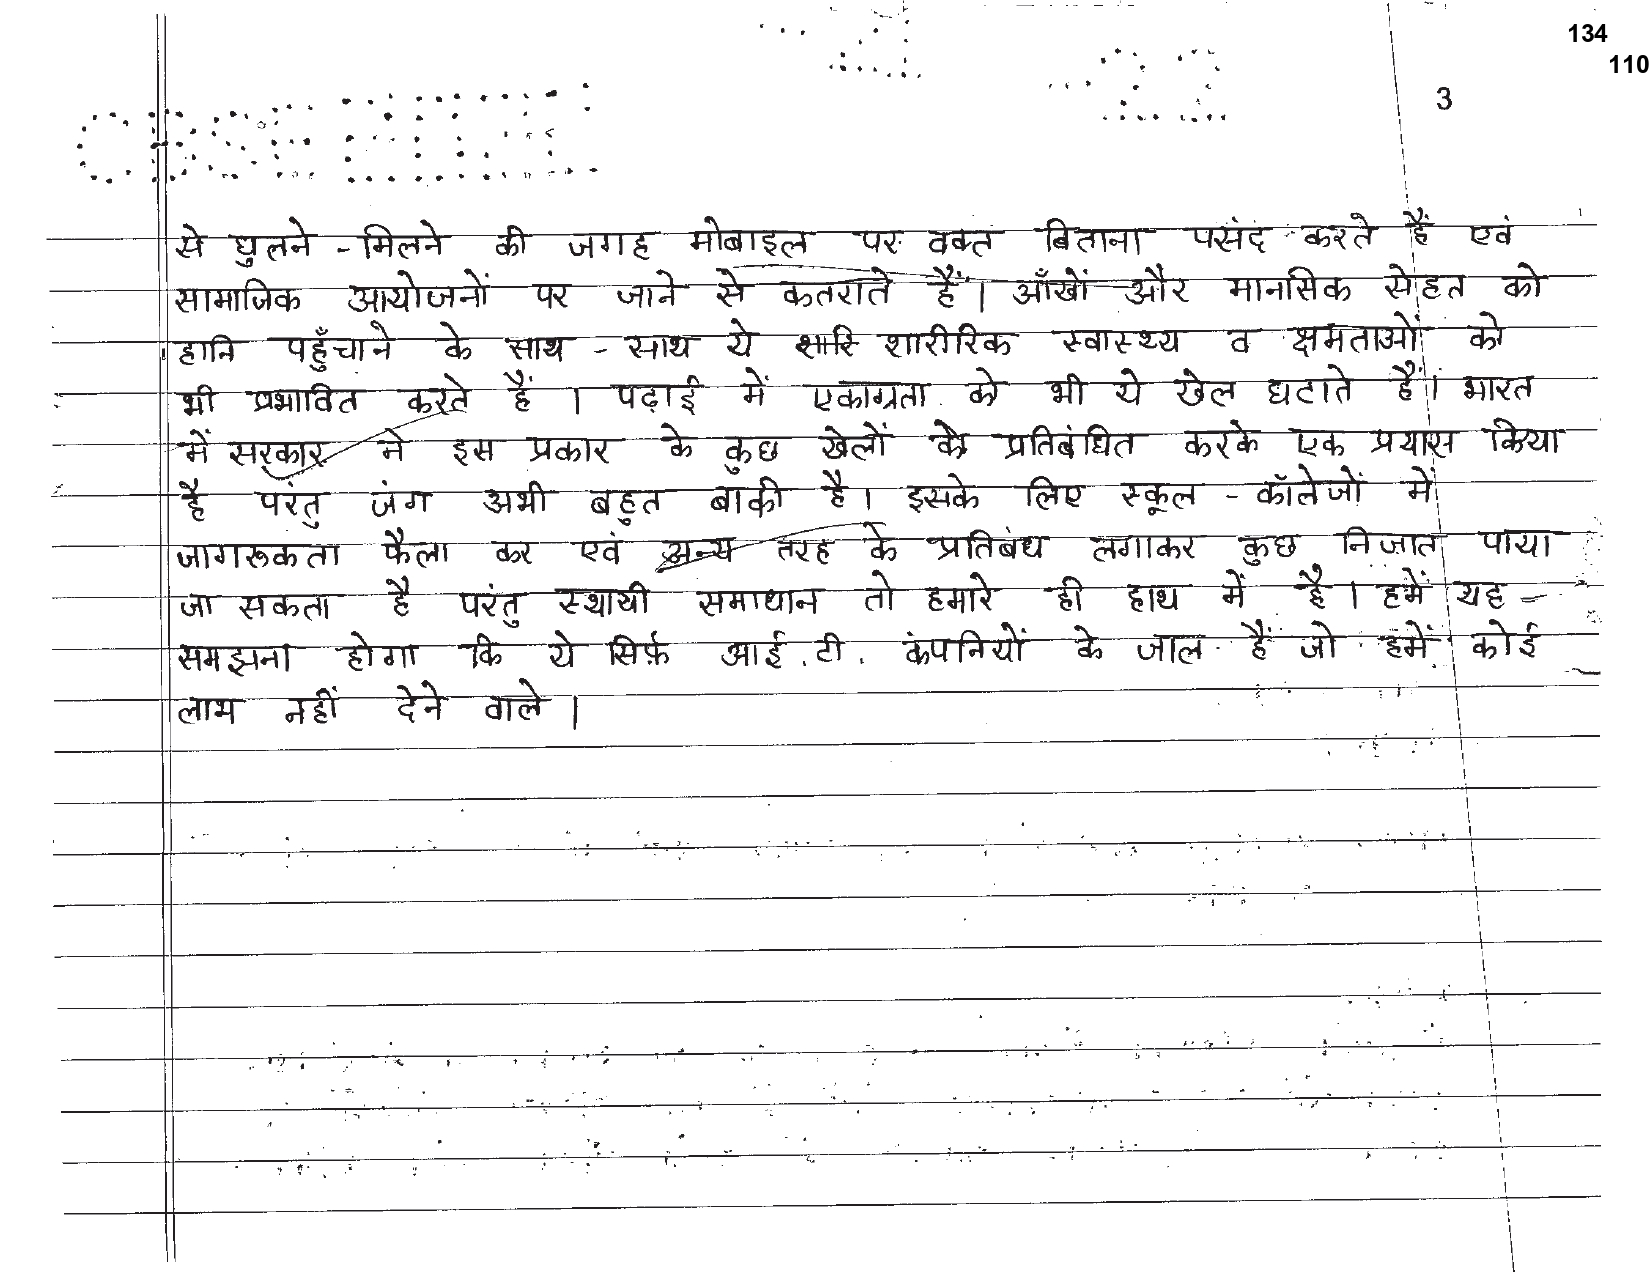 134
110
3
से घुलने - मिलने की जगह मोबाइल पर वक्त बिताना पसंद करते हैं एवं
सामाजिक आयोजनों पर जाने से कतराते हैं। आँखों और मानसिक सेहत को
हानि पहुँचाने के साथ - साथ ये शारीरिक स्वास्थ्य व क्षमताओं को
भी प्रभावित करते हैं । पढ़ाई में एकाग्रता को भी ये खेल घटाते हैं। भारत
में सरकार ने इस प्रकार के कुछ खेलों को प्रतिबंधित करके एक प्रयास किया
है परंतु जंग अभी बहुत बाकी है। इसके लिए स्कूल - कॉलेजों में
जागरूकता फैला कर एवं अन्य तरह के प्रतिबंध लगाकर कुछ निजात पाया
जा सकता है परंतु स्थायी समाधान तो हमारे ही हाथ में है । हमें यह
समझना होगा कि ये सिर्फ़ आई.टी. कंपनियों के जाल हैं जो हमें कोई
लाभ नहीं देने वाले ।